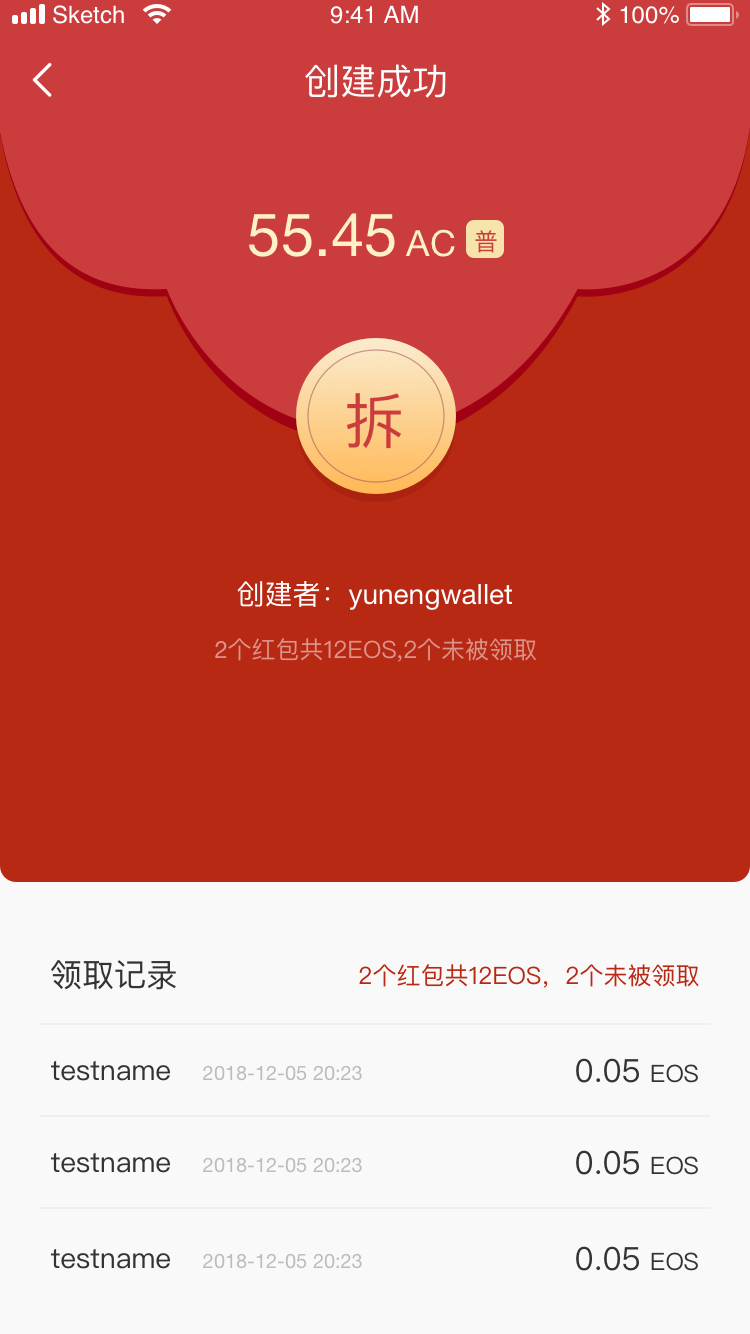 Sketch 9:41 AM 100%
创建成功
55.45 AC 普
拆
创建者：yunengwallet
2个红包共12EOS,2个未被领取
领取记录 2个红包共12EOS，2个未被领取
testname 2018-12-05 20:23 0.05 EOS
testname 2018-12-05 20:23 0.05 EOS
testname 2018-12-05 20:23 0.05 EOS